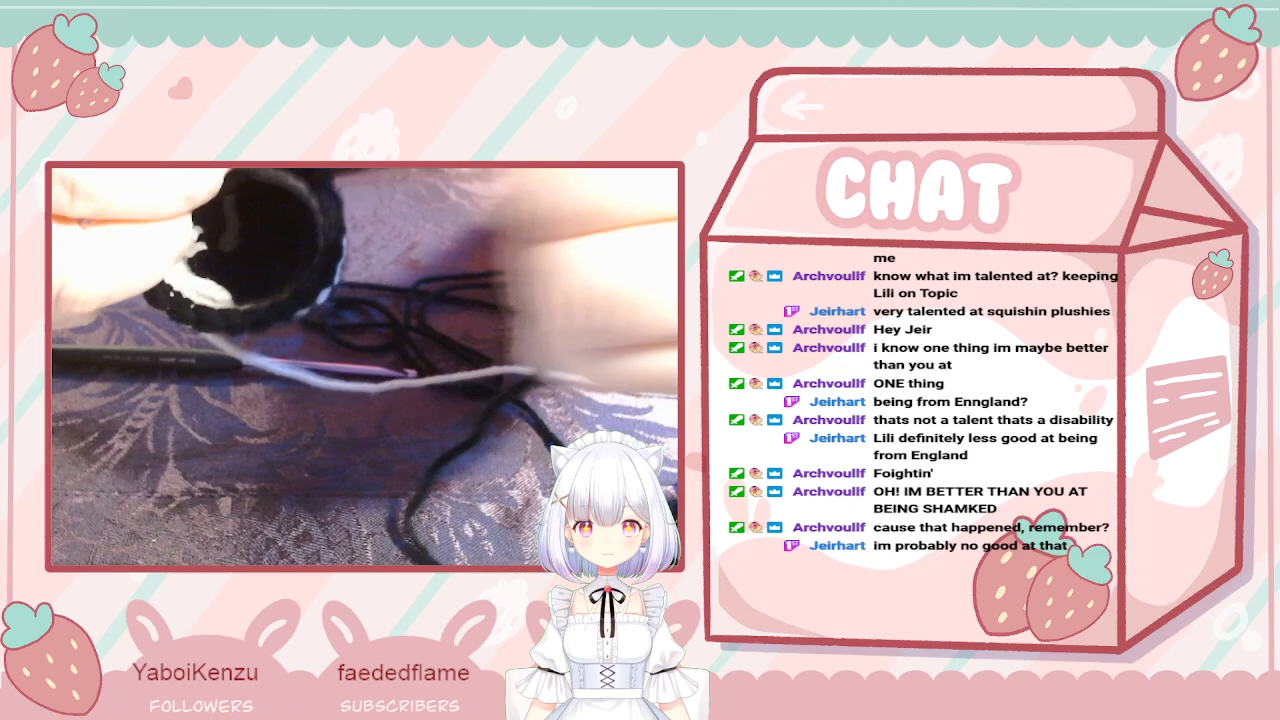 CHAT
me
Archvoullf know what im talented at? keeping
Lili on Topic
Jeirhart very talented at squishin plushies
Archvoullf Hey Jeir
Archvoullf i know one thing im maybe better
than you at
Archvoullf ONE thing
Jeirhart being from Enngland?
Archvoullf thats not a talent thats a disability
Jeirhart Lili definitely less good at being
from England
Archvoullf Foightin'
Archvoullf OH! IM BETTER THAN YOU AT
BEING SHAMKED
Archvoullf cause that happened, remember?
Jeirhart im probably no good at that
YaboiKenzu
FOLLOWERS
faededflame
SUBSCRIBERS